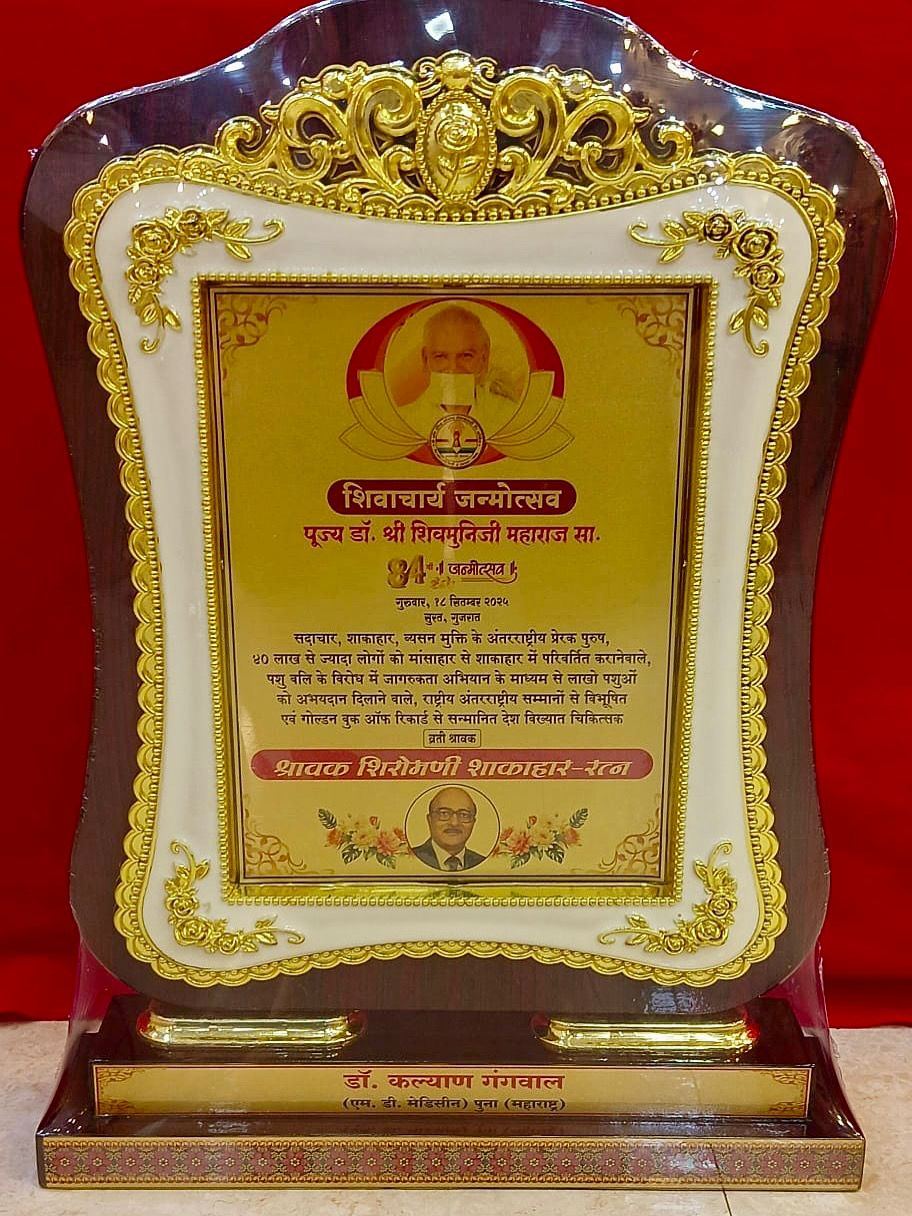 शिवाचार्य जन्मोत्सव
पूज्य डॉ. श्री शिवमुनिजी महाराज सा.
84 जन्मोत्सव
गुरुवार, १८ सितम्बर २०२५
सुरत, गुजरात
सदाचार, शाकाहार, व्यसन मुक्ति के अंतरराष्ट्रीय प्रेरक पुरुष,
४० लाख से ज्यादा लोगों को मांसाहार से शाकाहार में परिवर्तित करानेवाले,
पशु बलि के विरोध में जागरुकता अभियान के माध्यम से लाखो पशुओं
को अभयदान दिलाने वाले, राष्ट्रीय अंतरराष्ट्रीय सम्मानों से विभूषित
एवं गोल्डन बुक ऑफ रिकार्ड से सन्मानित देश विख्यात चिकित्सक
व्रती श्रावक
श्रावक शिरोमणी शाकाहार-रत्न
डॉ. कल्याण गंगवाल
(एम. डी. मेडिसीन) पुना (महाराष्ट्र)